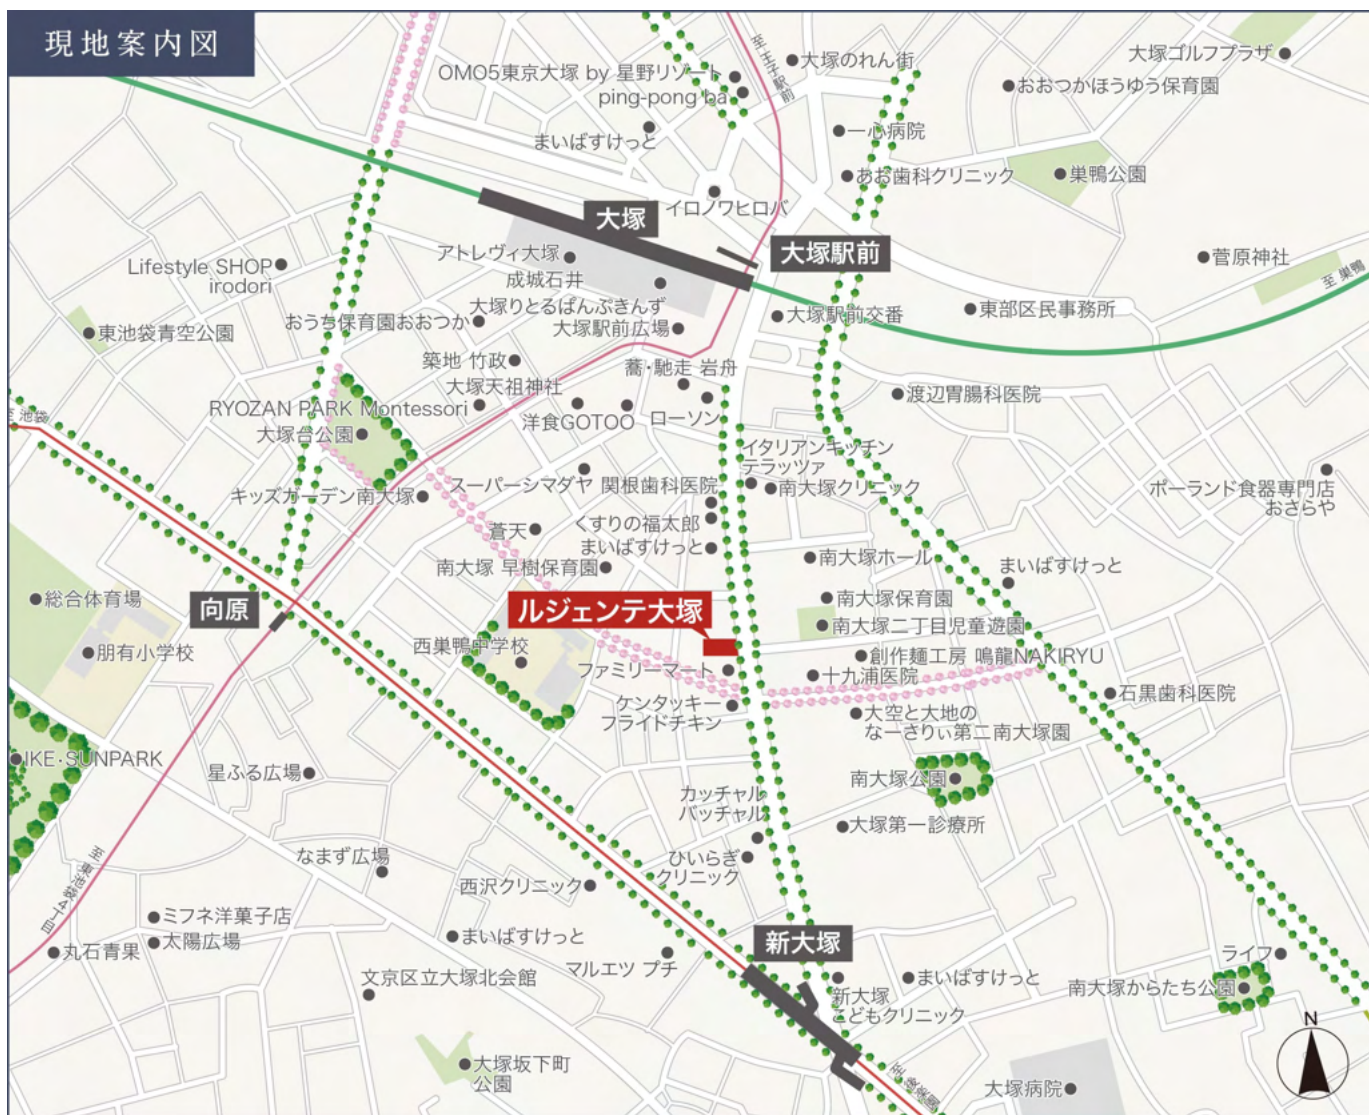 現地案内図
OMO5東京大塚 by 星野リゾート
ping-pong ba
まいばすけっと
至王子駅前
大塚のれん街
大塚ゴルフプラザ
おおつかほうゆう保育園
一心病院
あお歯科クリニック
巣鴨公園
イロノワヒロバ
大塚
大塚駅前
アトレヴィ大塚
成城石井
菅原神社
至 巣鴨
Lifestyle SHOP
irodori
大塚りとるぱんぷきんず
おうち保育園おおつか
大塚駅前広場
大塚駅前交番
東部区民事務所
東池袋青空公園
築地 竹政
蕎・馳走 岩舟
大塚天祖神社
渡辺胃腸科医院
至 池袋
RYOZAN PARK Montessori
大塚台公園
洋食GOTOO
ローソン
イタリアンキッチン
テラッツァ
キッズガーデン南大塚
スーパーシマダヤ
関根歯科医院
南大塚クリニック
ポーランド食器専門店
おさらや
蒼天
くすりの福太郎
まいばすけっと
南大塚 早樹保育園
南大塚ホール
まいばすけっと
総合体育場
向原
ルジェンテ大塚
南大塚保育園
南大塚二丁目児童遊園
朋有小学校
西巣鴨中学校
ファミリーマート
創作麺工房 鳴龍NAKIRYU
十九浦医院
石黒歯科医院
ケンタッキー
フライドチキン
大空と大地の
なーさりぃ第二南大塚園
IKE・SUNPARK
星ふる広場
南大塚公園
カッチャル
バッチャル
大塚第一診療所
なまず広場
ひいらぎ
クリニック
西沢クリニック
至東池袋4丁目
ミフネ洋菓子店
太陽広場
丸石青果
まいばすけっと
マルエツ プチ
新大塚
ライフ
文京区立大塚北会館
新大塚
こどもクリニック
まいばすけっと
南大塚からたち公園
大塚坂下町
公園
至 後楽園
大塚病院
N